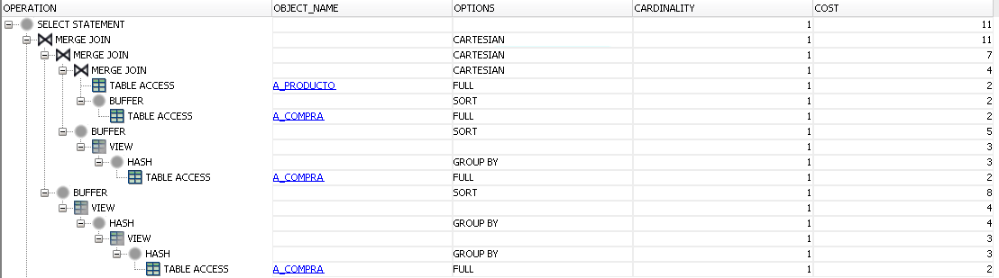 OPERATION OBJECT_NAME OPTIONS CARDINALITY COST
SELECT STATEMENT 1 11
MERGE JOIN CARTESIAN 1 11
MERGE JOIN CARTESIAN 1 7
MERGE JOIN CARTESIAN 1 4
TABLE ACCESS A_PRODUCTO FULL 1 2
BUFFER SORT 1 2
TABLE ACCESS A_COMPRA FULL 1 2
BUFFER SORT 1 5
VIEW 1 3
HASH GROUP BY 1 3
TABLE ACCESS A_COMPRA FULL 1 2
BUFFER SORT 1 8
VIEW 1 4
HASH GROUP BY 1 4
VIEW 1 3
HASH GROUP BY 1 3
TABLE ACCESS A_COMPRA FULL 1 2